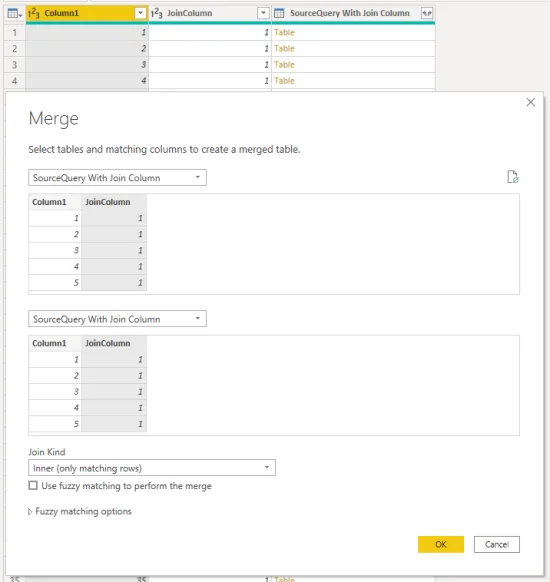 1²3 Column1 1²3 JoinColumn SourceQuery With Join Column
1 1 1 Table
2 2 1 Table
3 3 1 Table
4 4 1 Table
Merge
Select tables and matching columns to create a merged table.
SourceQuery With Join Column
Column1 JoinColumn
1 1
2 1
3 1
4 1
5 1
SourceQuery With Join Column
Column1 JoinColumn
1 1
2 1
3 1
4 1
5 1
Join Kind
Inner (only matching rows)
Use fuzzy matching to perform the merge
Fuzzy matching options
OK Cancel
35 35 1 Table